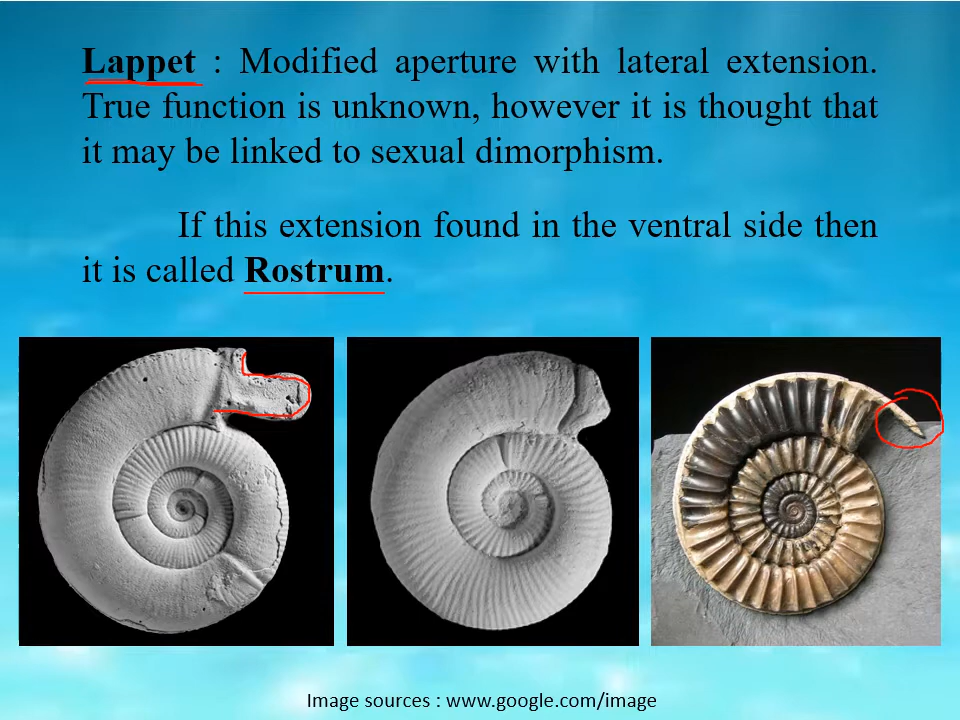 Lappet : Modified aperture with lateral extension.
True function is unknown, however it is thought that
it may be linked to sexual dimorphism.
If this extension found in the ventral side then
it is called Rostrum.
Image sources : www.google.com/image